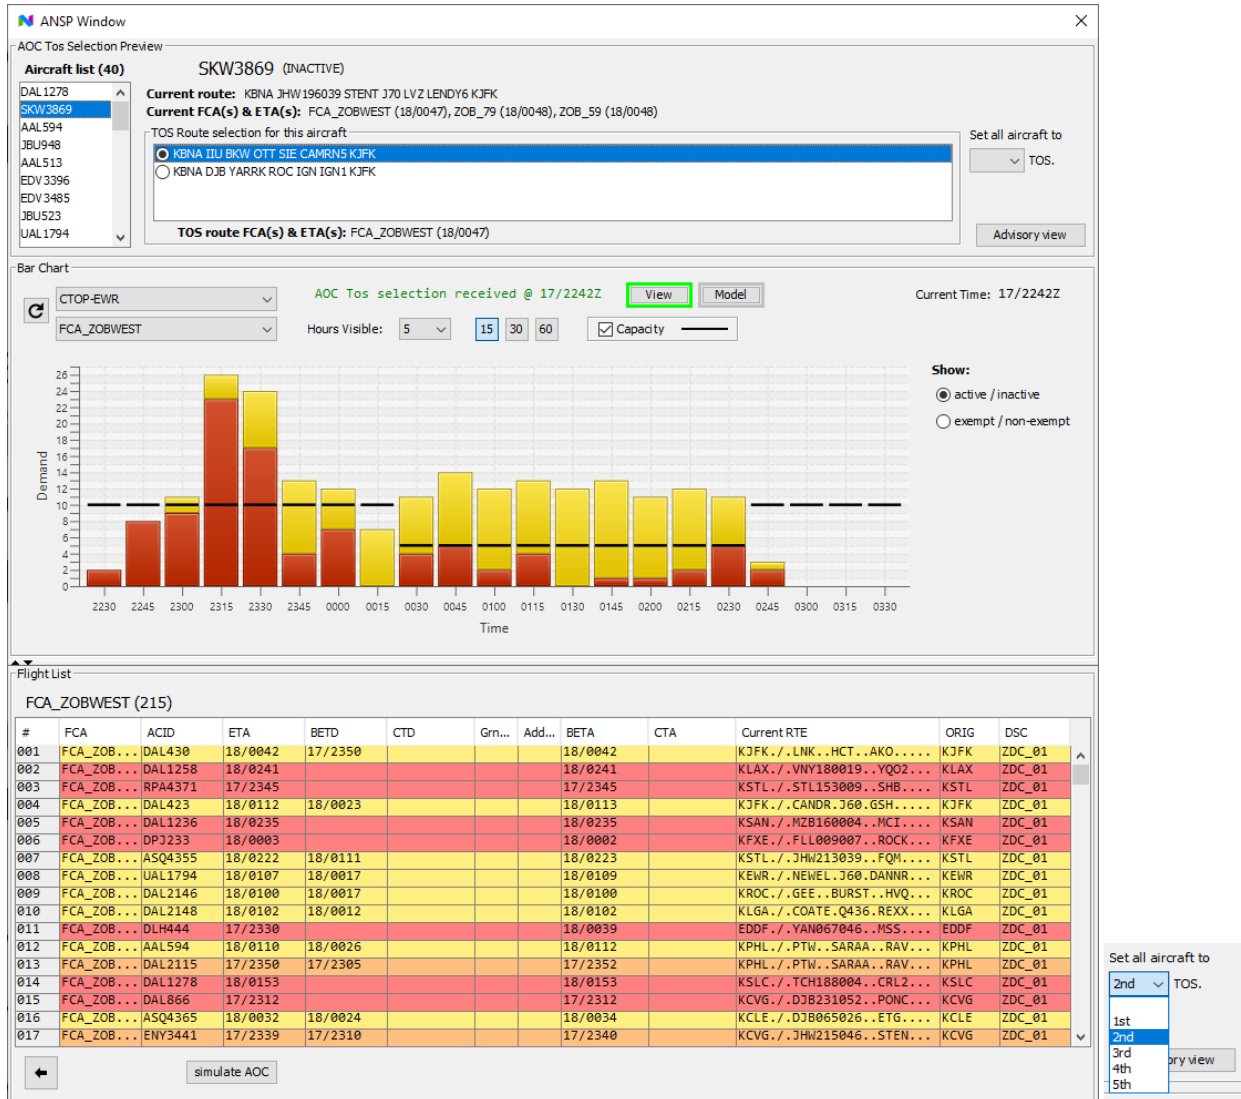 ANSP Window
AOC Tos Selection Preview
Aircraft list (40)
SKW3869 (INACTIVE)
DAL1278
SKW3869
AAL594
JBU948
AAL513
EDV3396
EDV3485
JBU523
UAL1794
Current route: KBNA JHW196039 STENT J70 LVZ LENDY6 KJFK
Current FCA(s) & ETA(s): FCA_ZOBWEST (18/0047), ZOB_79 (18/0048), ZOB_59 (18/0048)
TOS Route selection for this aircraft
KBNA IIU BKW OTT SIE CAMRN5 KJFK
KBNA DJB YARRK ROC IGN IGN1 KJFK
TOS route FCA(s) & ETA(s): FCA_ZOBWEST (18/0047)
Set all aircraft to
TOS.
Advisory view
Bar Chart
CTOP-EWR
FCA_ZOBWEST
AOC Tos selection received @ 17/2242Z
View
Model
Current Time: 17/2242Z
Hours Visible: 5
15 30 60
Capacity
Show:
active / inactive
exempt / non-exempt
Demand
26
24
22
20
18
16
14
12
10
8
6
4
2
0
2230 2245 2300 2315 2330 2345 0000 0015 0030 0045 0100 0115 0130 0145 0200 0215 0230 0245 0300 0315 0330
Time
Flight List
FCA_ZOBWEST (215)
# FCA ACID ETA BETD CTD Grn... Add... BETA CTA Current RTE ORIG DSC
001 FCA_ZOB... DAL430 18/0042 17/2350 18/0042 KJFK./.LNK..HCT..AKO..... KJFK ZDC_01
002 FCA_ZOB... DAL1258 18/0241 18/0241 KLAX./.VNY180019..YQO2... KLAX ZDC_01
003 FCA_ZOB... RPA4371 17/2345 17/2345 KSTL./.STL153009..SHB.... KSTL ZDC_01
004 FCA_ZOB... DAL423 18/0112 18/0023 18/0113 KJFK./.CANDR.J60.GSH..... KJFK ZDC_01
005 FCA_ZOB... DAL1236 18/0235 18/0235 KSAN./.MZB160004..MCI.... KSAN ZDC_01
006 FCA_ZOB... DPJ233 18/0003 18/0002 KFXE./.FLL009007..ROCK... KFXE ZDC_01
007 FCA_ZOB... ASQ4355 18/0222 18/0111 18/0223 KSTL./.JHW213039..FQM.... KSTL ZDC_01
008 FCA_ZOB... UAL1794 18/0107 18/0017 18/0109 KEWR./.NEWEL.J60.DANNR... KEWR ZDC_01
009 FCA_ZOB... DAL2146 18/0100 18/0017 18/0100 KROC./.GEE..BURST..HVQ... KROC ZDC_01
010 FCA_ZOB... DAL2148 18/0102 18/0012 18/0102 KLGA./.COATE.Q436.REXX... KLGA ZDC_01
011 FCA_ZOB... DLH444 17/2330 18/0039 EDDF./.YAN067046..MSS.... EDDF ZDC_01
012 FCA_ZOB... AAL594 18/0110 18/0026 18/0112 KPHL./.PTW..SARAA..RAV... KPHL ZDC_01
013 FCA_ZOB... DAL2115 17/2350 17/2305 17/2352 KPHL./.PTW..SARAA..RAV... KPHL ZDC_01
014 FCA_ZOB... DAL1278 18/0153 18/0153 KSLC./.TCH188004..CRL2... KSLC ZDC_01
015 FCA_ZOB... DAL866 17/2312 17/2312 KCVG./.DJB231052..PONC... KCVG ZDC_01
016 FCA_ZOB... ASQ4365 18/0032 18/0024 18/0034 KCLE./.DJB065026..ETG.... KCLE ZDC_01
017 FCA_ZOB... ENY3441 17/2339 17/2310 17/2340 KCVG./.JHW215046..STEN... KCVG ZDC_01
simulate AOC
Set all aircraft to
2nd TOS.
1st
2nd
3rd
4th
5th
ory view